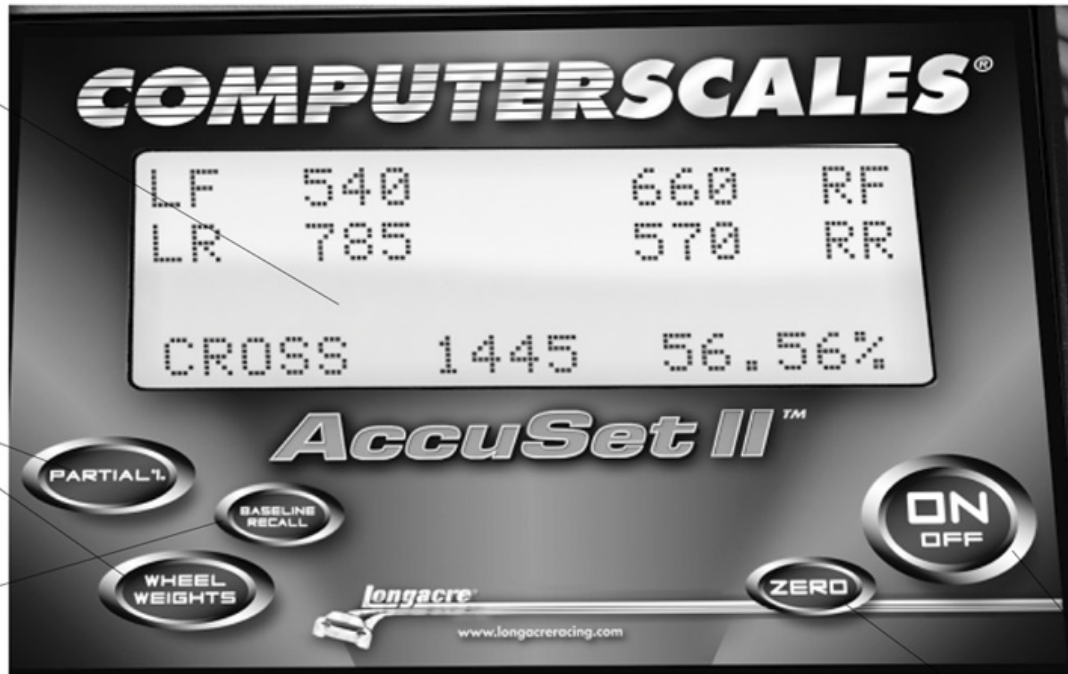 COMPUTERSCALES®
LF 540 660 RF
LR 785 570 RR
CROSS 1445 56.56%
AccuSet II™
PARTIAL%
BASELINE
RECALL
WHEEL
WEIGHTS
ON
OFF
ZERO
Longacre
www.longacreracing.com